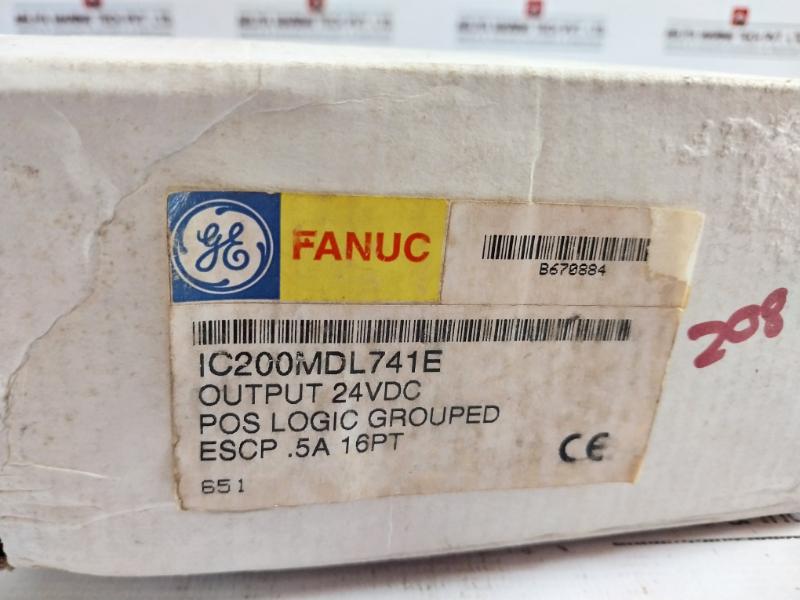 GE
FANUC
B670884
IC200MDL741E
OUTPUT 24VDC
POS LOGIC GROUPED
ESCP .5A 16PT
CE
651
208